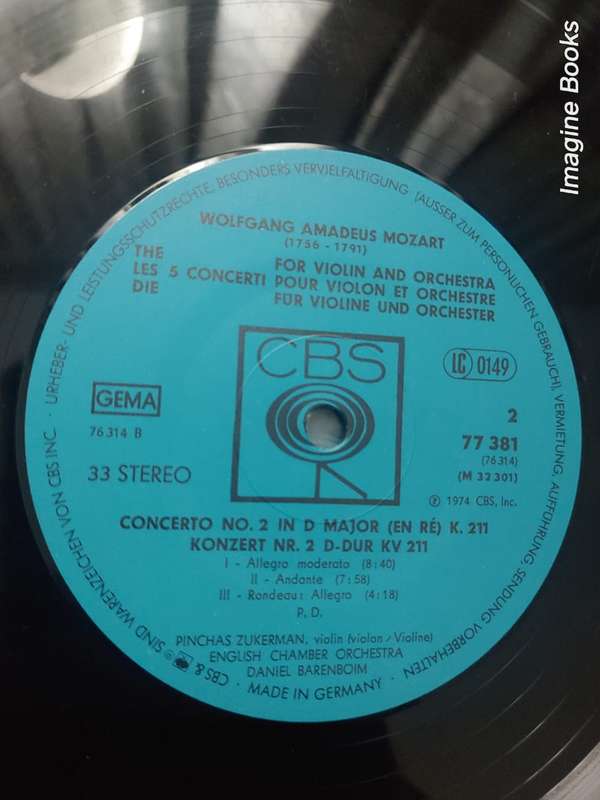 Imagine Books
URHEBER- UND LEISTUNGSSCHUTZRECHTE, BESONDERS VERVIELFÄLTIGUNG (AUSSER ZUM PERSÖNLICHEN GEBRAUCH), VERMIETUNG, AUFFÜHRUNG, SENDUNG VORBEHALTEN
WOLFGANG AMADEUS MOZART
(1756 - 1791)
THE
LES 5 CONCERTI
DIE
FOR VIOLIN AND ORCHESTRA
POUR VIOLON ET ORCHESTRE
FÜR VIOLINE UND ORCHESTER
CBS
LC 0149
GEMA
76 314 B
33 STEREO
2
77 381
(76 314)
(M 32 301)
℗ 1974 CBS, Inc.
CONCERTO NO. 2 IN D MAJOR (EN RÉ) K. 211
KONZERT NR. 2 D-DUR KV 211
I - Allegro moderato (8:40)
II - Andante (7:58)
III - Rondeau: Allegro (4:18)
P. D.
PINCHAS ZUKERMAN, violin (violon / Violine)
ENGLISH CHAMBER ORCHESTRA
DANIEL BARENBOIM
CBS & SIND WARENZEICHEN VON CBS INC.
MADE IN GERMANY